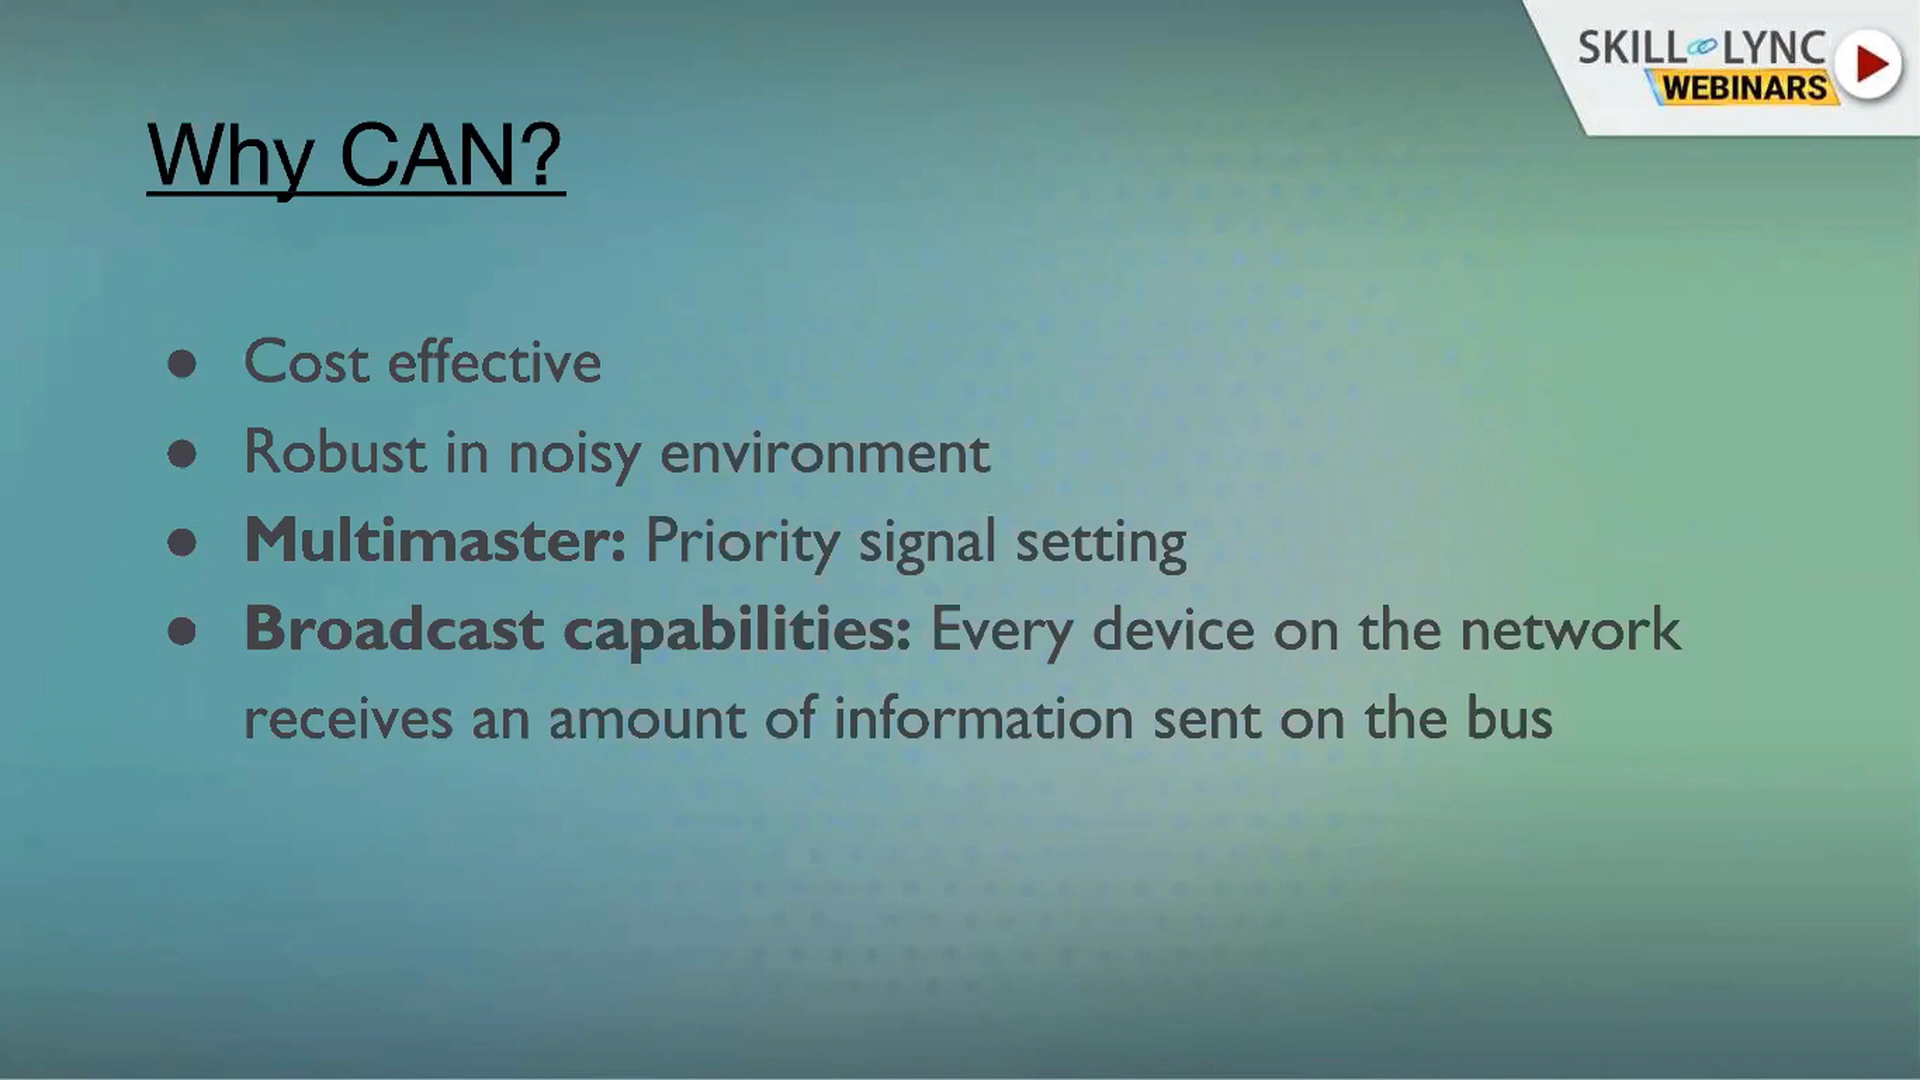 SKILL LYNC
WEBINARS
Why CAN?
● Cost effective
● Robust in noisy environment
● Multimaster: Priority signal setting
● Broadcast capabilities: Every device on the network
receives an amount of information sent on the bus